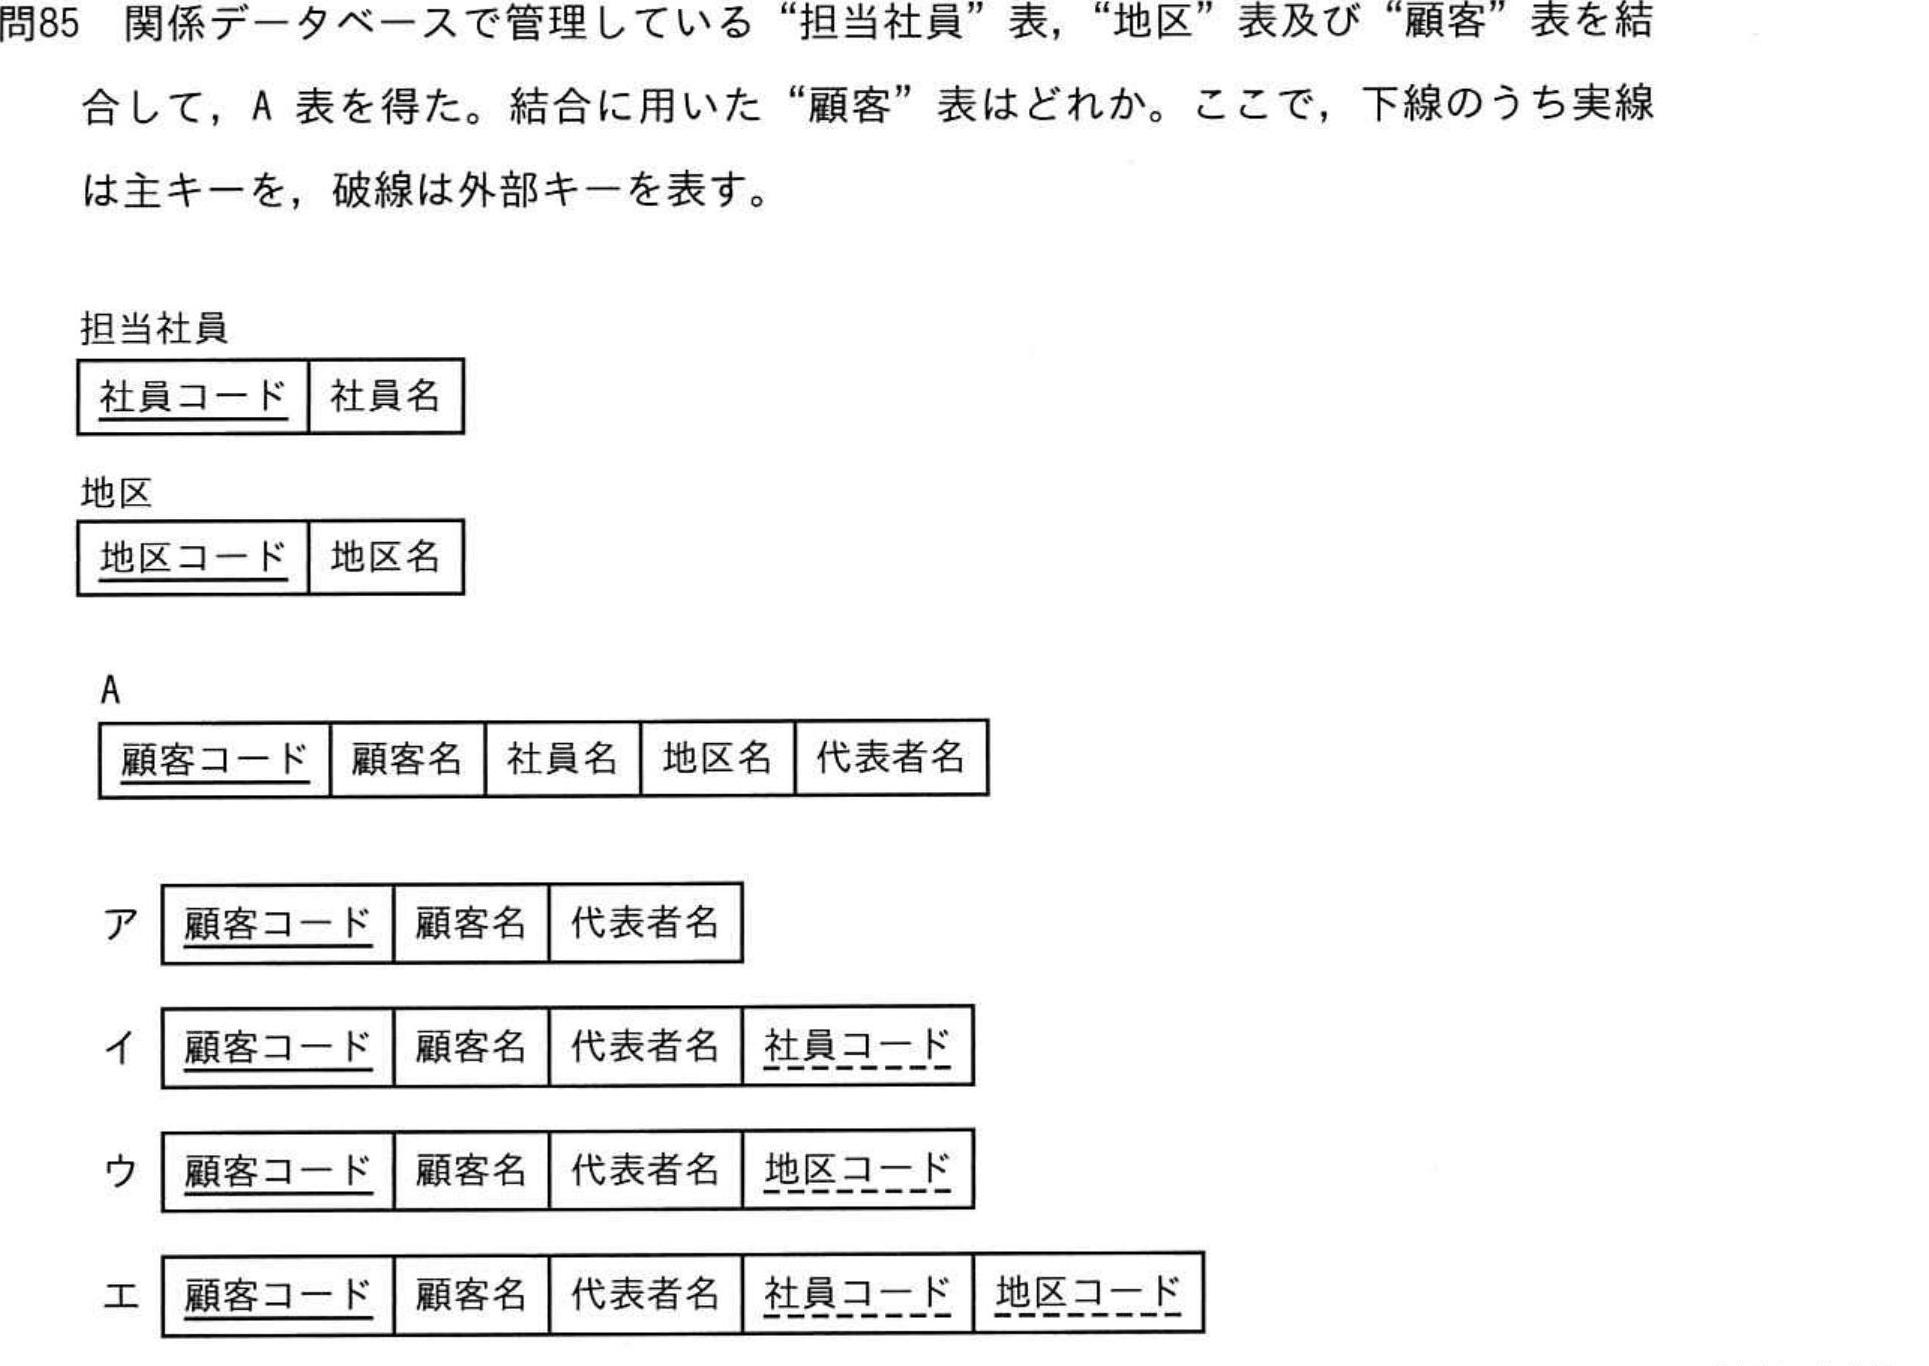 問85 関係データベースで管理している“担当社員”表，“地区”表及び“顧客”表を結
合して，A 表を得た。結合に用いた“顧客”表はどれか。ここで，下線のうち実線
は主キーを，破線は外部キーを表す。
担当社員
社員コード 社員名
地区
地区コード 地区名
A
顧客コード 顧客名 社員名 地区名 代表者名
ア 顧客コード 顧客名 代表者名
イ 顧客コード 顧客名 代表者名 社員コード
ウ 顧客コード 顧客名 代表者名 地区コード
エ 顧客コード 顧客名 代表者名 社員コード 地区コード